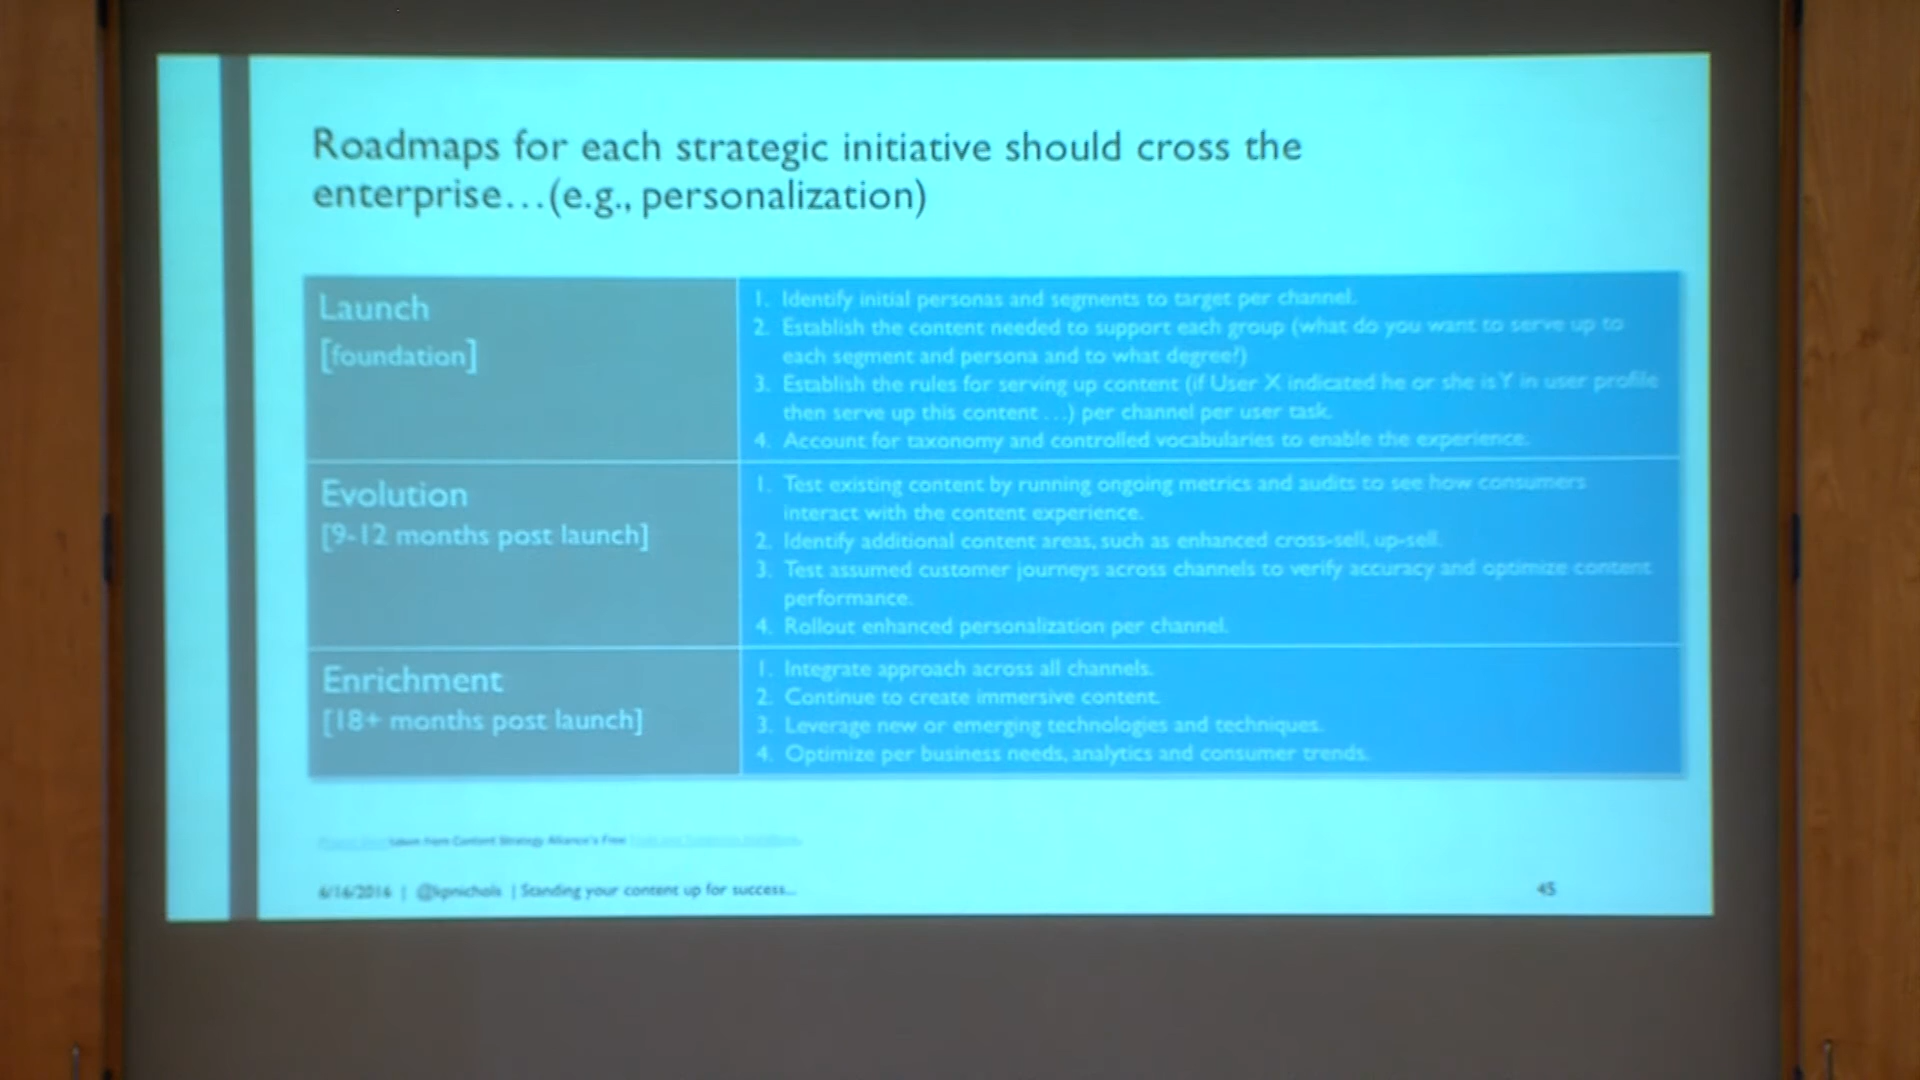 Roadmaps for each strategic initiative should cross the
enterprise…(e.g., personalization)
Launch
[foundation]
1. Identify initial personas and segments to target per channel.
2. Establish the content needed to support each group (what do you want to serve up to
each segment and persona and to what degree?)
3. Establish the rules for serving up content (if User X indicated he or she is Y in user profile
then serve up this content …) per channel per user task.
4. Account for taxonomy and controlled vocabularies to enable the experience.
Evolution
[9-12 months post launch]
1. Test existing content by running ongoing metrics and audits to see how consumers
interact with the content experience.
2. Identify additional content areas, such as enhanced cross-sell, up-sell.
3. Test assumed customer journeys across channels to verify accuracy and optimize content
performance.
4. Rollout enhanced personalization per channel.
Enrichment
[18+ months post launch]
1. Integrate approach across all channels.
2. Continue to create immersive content.
3. Leverage new or emerging technologies and techniques.
4. Optimize per business needs, analytics and consumer trends.
taken from Content Strategy Alliance's Free
6/16/2016 | @kpnichols | Standing your content up for success...
45